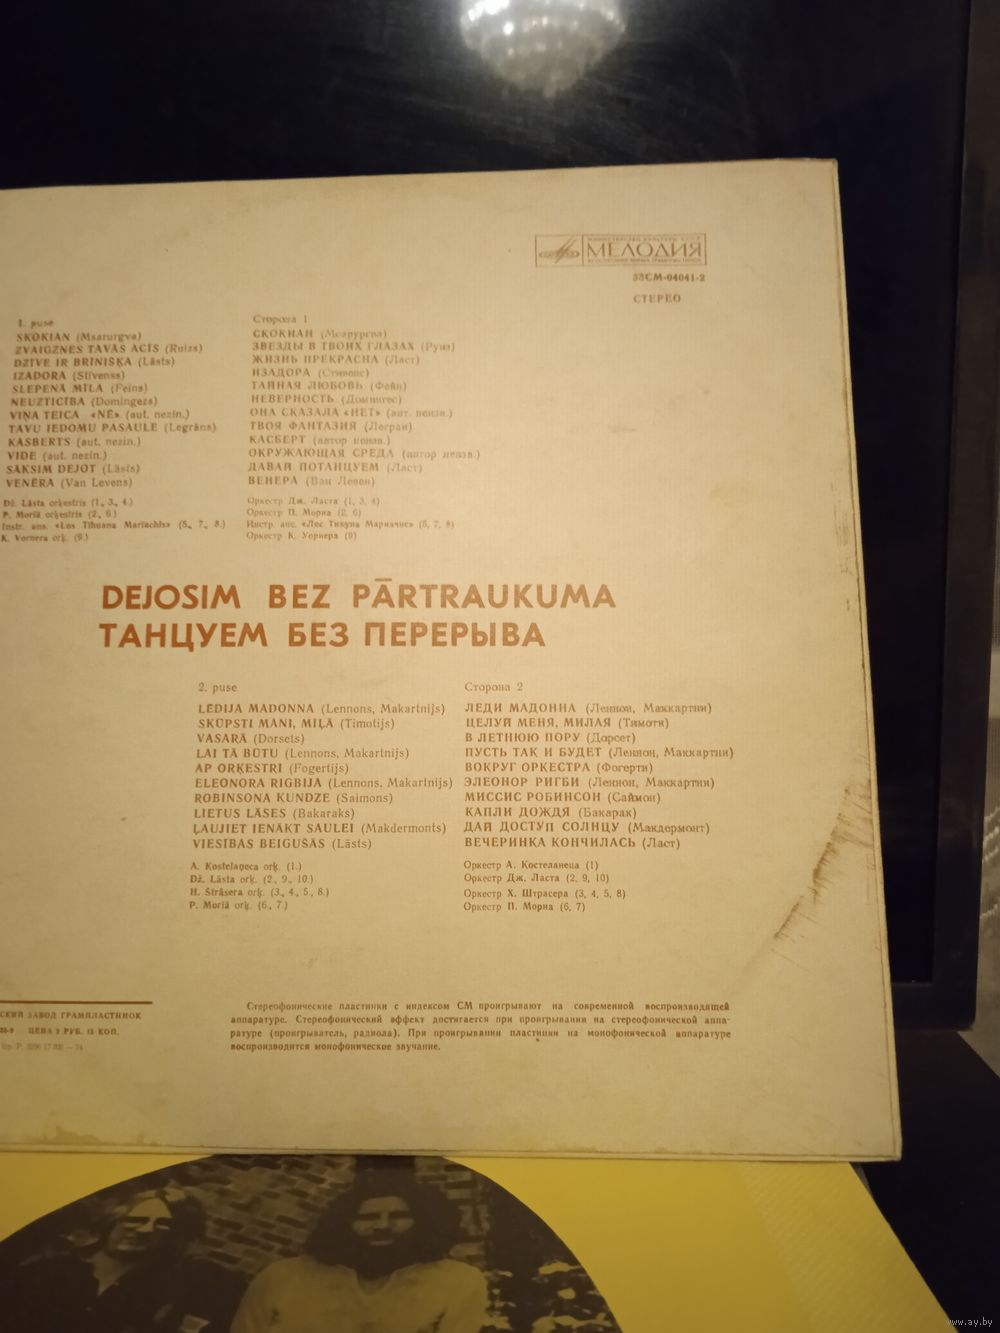 МЕЛОДИЯ
33СМ-04041-2
СТЕРЕО
1. puse
SKOKIAN (Msarurgva)
ZVAIGZNES TAVĀS ACĪS (Ruizs)
DZĪVE IR BRĪNIŠĶA (Lāsts)
IZADORA (Stīvenss)
SLEPENĀ MĪLA (Feins)
NEUZTICĪBA (Domingezs)
VIŅA TEICA «NĒ» (aut. nezin.)
TAVU IEDOMU PASAULE (Legrāns)
KASBERTS (aut. nezin.)
VIDE (aut. nezin.)
SĀKSIM DEJOT (Lāsts)
VENĒRA (Van Levens)
Dž. Lāsta orķestris (1., 3., 4.)
P. Moriā orķestris (2., 6.)
Instr. ans. «Los Tihuana Mariachis» (5., 7., 8.)
K. Vornera orķ. (9.)
Сторона 1
СКОКИАН (Мсарургва)
ЗВЕЗДЫ В ТВОИХ ГЛАЗАХ (Руиз)
ЖИЗНЬ ПРЕКРАСНА (Ласт)
ИЗАДОРА (Стивенс)
ТАЙНАЯ ЛЮБОВЬ (Фейн)
НЕВЕРНОСТЬ (Домингес)
ОНА СКАЗАЛА «НЕТ» (авт. неизв.)
ТВОЯ ФАНТАЗИЯ (Легран)
КАСБЕРТ (автор неизв.)
ОКРУЖАЮЩАЯ СРЕДА (автор неизв.)
ДАВАЙ ПОТАНЦУЕМ (Ласт)
ВЕНЕРА (Ван Левен)
Оркестр Дж. Ласта (1, 3, 4)
Оркестр П. Мориа (2, 6)
Инстр. анс. «Лос Тихуна Мариачис» (5, 7, 8)
Оркестр К. Уорнера (9)
DEJOSIM BEZ PĀRTRAUKUMA
ТАНЦУЕМ БЕЗ ПЕРЕРЫВА
2. puse
LĒDIJA MADONNA (Lennons, Makartnijs)
SKŪPSTI MANI, MĪĻĀ (Timotijs)
VASARĀ (Dorsets)
LAI TĀ BŪTU (Lennons, Makartnijs)
AP ORĶESTRI (Fogertijs)
ELEONORA RIGBIJA (Lennons, Makartnijs)
ROBINSONA KUNDZE (Saimons)
LIETUS LĀSES (Bakaraks)
ĻAUJIET IENĀKT SAULEI (Makdermonts)
VIESĪBAS BEIGUŠĀS (Lāsts)
A. Kostelaņeca orķ. (1.)
Dž. Lāsta orķ. (2., 9., 10.)
H. Štrāsera orķ. (3., 4., 5., 8.)
P. Moriā orķ. (6., 7.)
Сторона 2
ЛЕДИ МАДОННА (Леннон, Маккартни)
ЦЕЛУЙ МЕНЯ, МИЛАЯ (Тимоти)
В ЛЕТНЮЮ ПОРУ (Дорсет)
ПУСТЬ ТАК И БУДЕТ (Леннон, Маккартни)
ВОКРУГ ОРКЕСТРА (Фогерти)
ЭЛЕОНОР РИГБИ (Леннон, Маккартни)
МИССИС РОБИНСОН (Саймон)
КАПЛИ ДОЖДЯ (Бакарак)
ДАЙ ДОСТУП СОЛНЦУ (Макдермонт)
ВЕЧЕРИНКА КОНЧИЛАСЬ (Ласт)
Оркестр А. Костеланеца (1)
Оркестр Дж. Ласта (2, 9, 10)
Оркестр Х. Штрасера (3, 4, 5, 8)
Оркестр П. Мориа (6, 7)
СКИЙ ЗАВОД ГРАМПЛАСТИНОК
ЦЕНА 2 РУБ. 15 КОП.
Стереофонические пластинки с индексом СМ проигрывают на современной воспроизводящей
аппаратуре. Стереофонический эффект достигается при проигрывании на стереофонической аппа-
ратуре (проигрыватель, радиола). При проигрывании пластинки на монофонической аппаратуре
воспроизводится монофоническое звучание.
www.ay.by